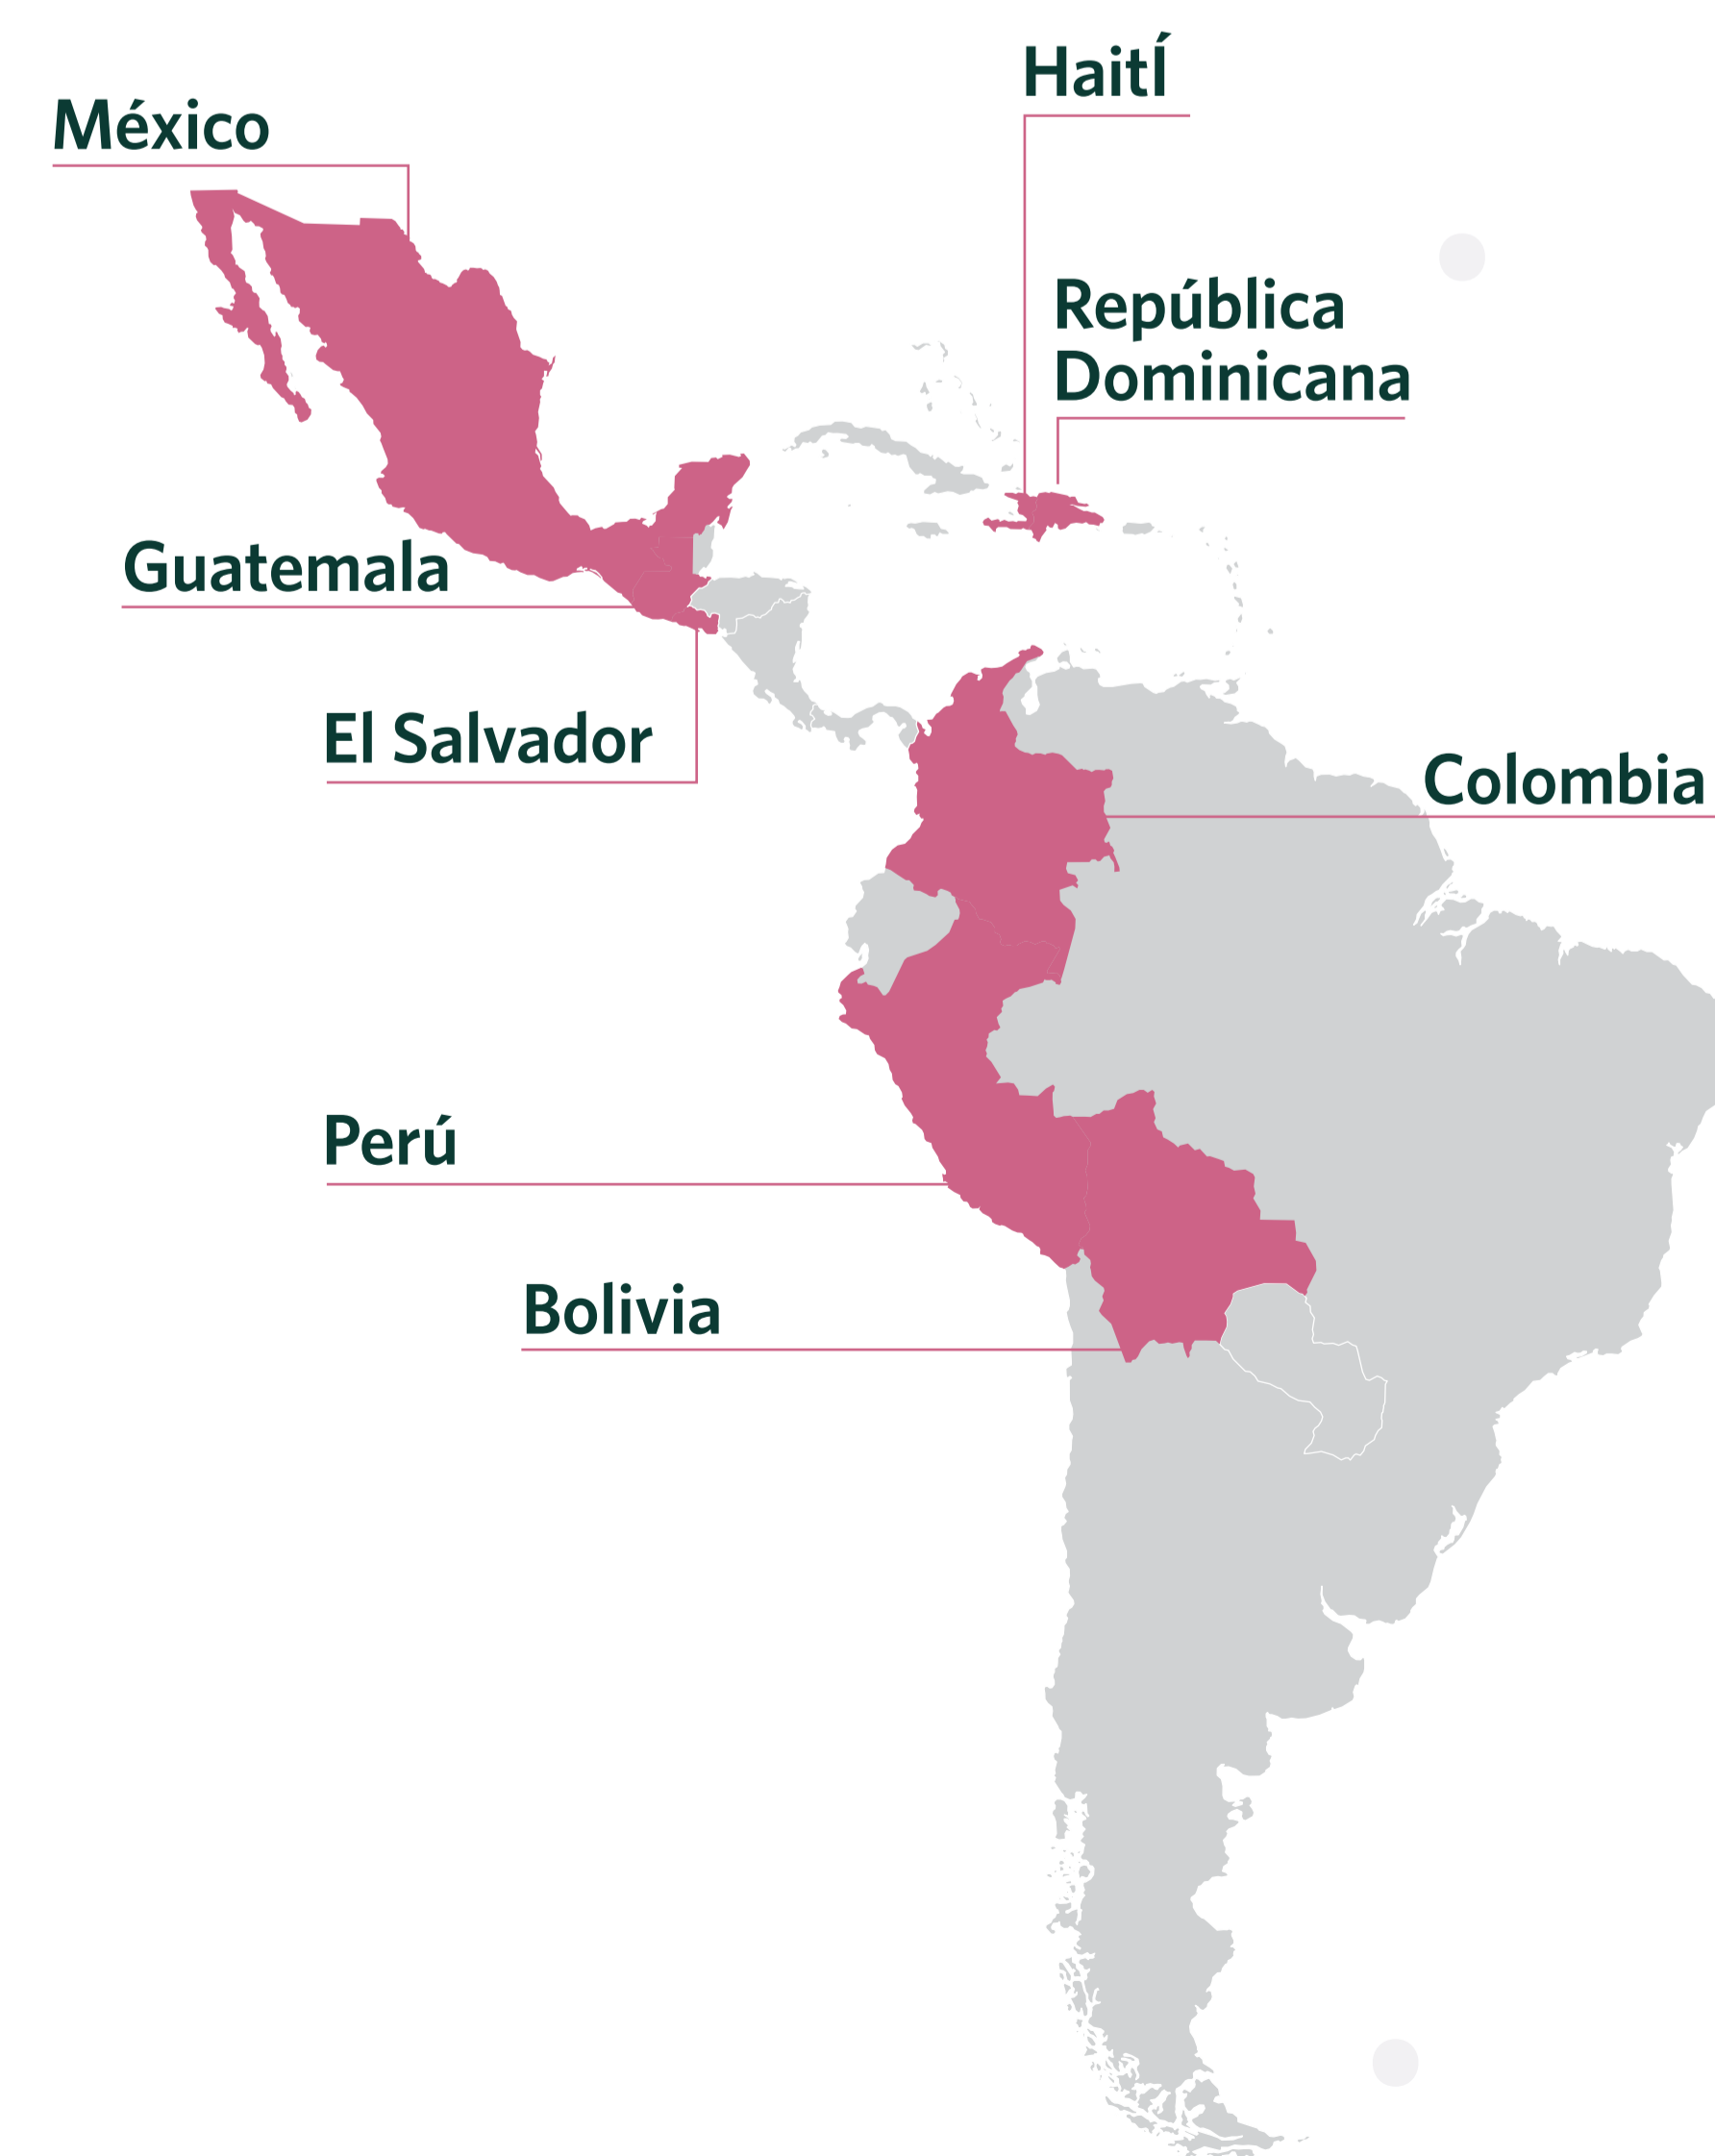 HaitÍ
México
República
Dominicana
Guatemala
El Salvador
Colombia
Perú
Bolivia